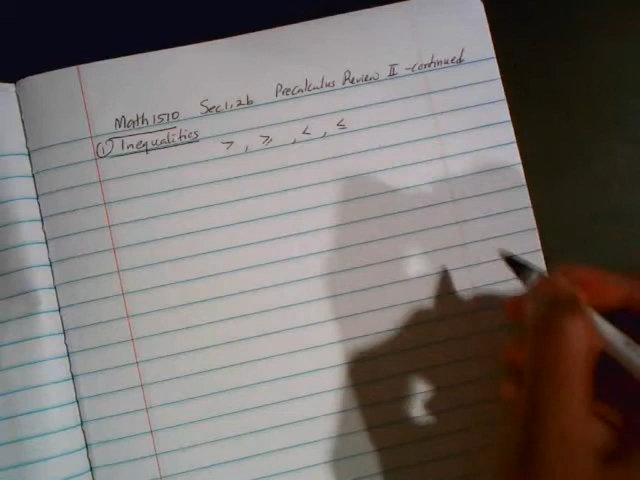 Math 1510 Sec 1.2b Precalculus Review II -continued
① Inequalities >, ≥, <, ≤